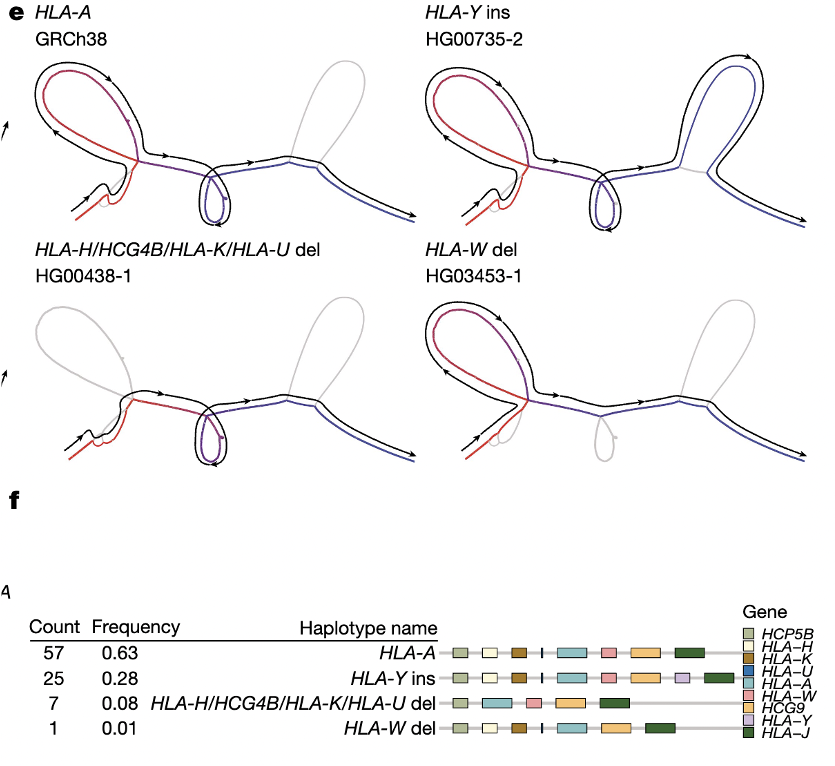 e HLA-A HLA-Y ins
GRCh38 HG00735-2
HLA-H/HCG4B/HLA-K/HLA-U del HLA-W del
HG00438-1 HG03453-1
f
A
Gene
Count Frequency Haplotype name
HCP5B
HLA–H
57 0.63 HLA-A
HLA–K
HLA–U
25 0.28 HLA-Y ins
HLA–A
HLA–W
7 0.08 HLA-H/HCG4B/HLA-K/HLA-U del
HCG9
HLA–Y
1 0.01 HLA-W del
HLA–J